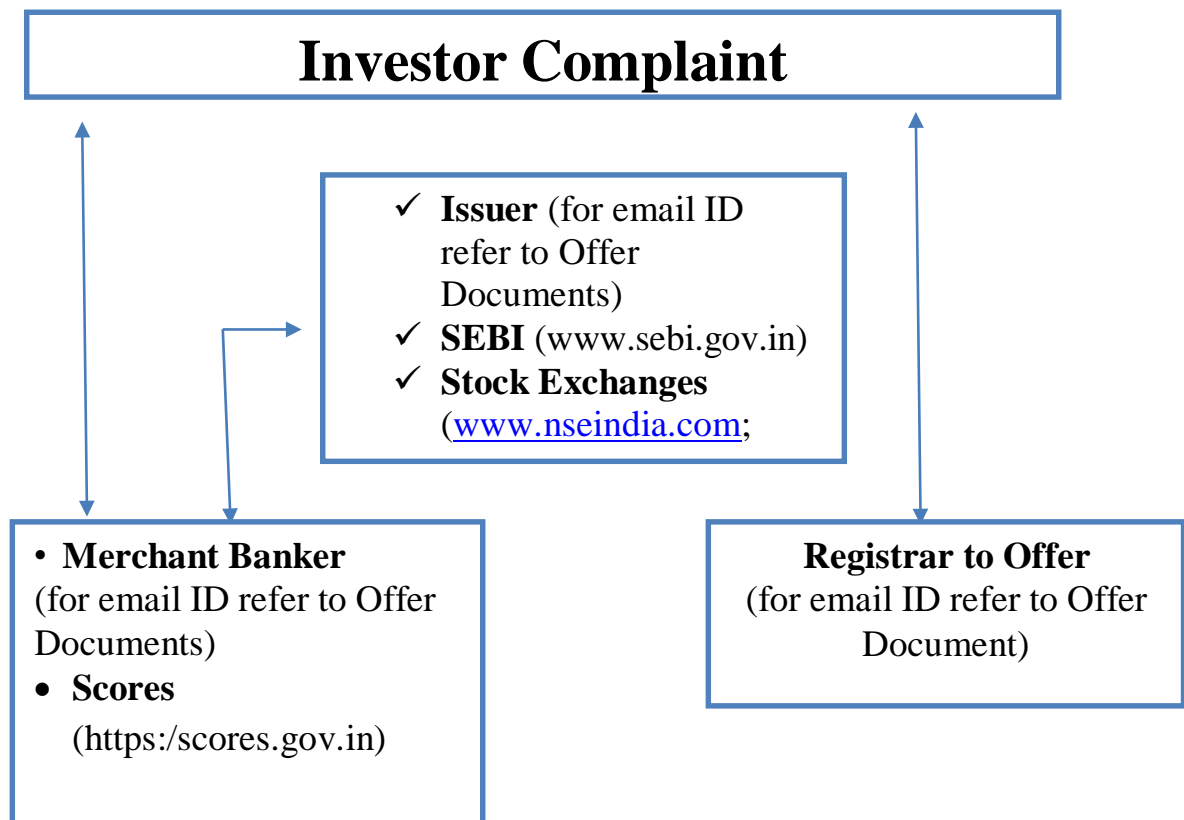 Investor Complaint
✓ Issuer (for email ID
refer to Offer
Documents)
✓ SEBI (www.sebi.gov.in)
✓ Stock Exchanges
(www.nseindia.com;
• Merchant Banker
(for email ID refer to Offer
Documents)
• Scores
(https:/scores.gov.in)
Registrar to Offer
(for email ID refer to Offer
Document)